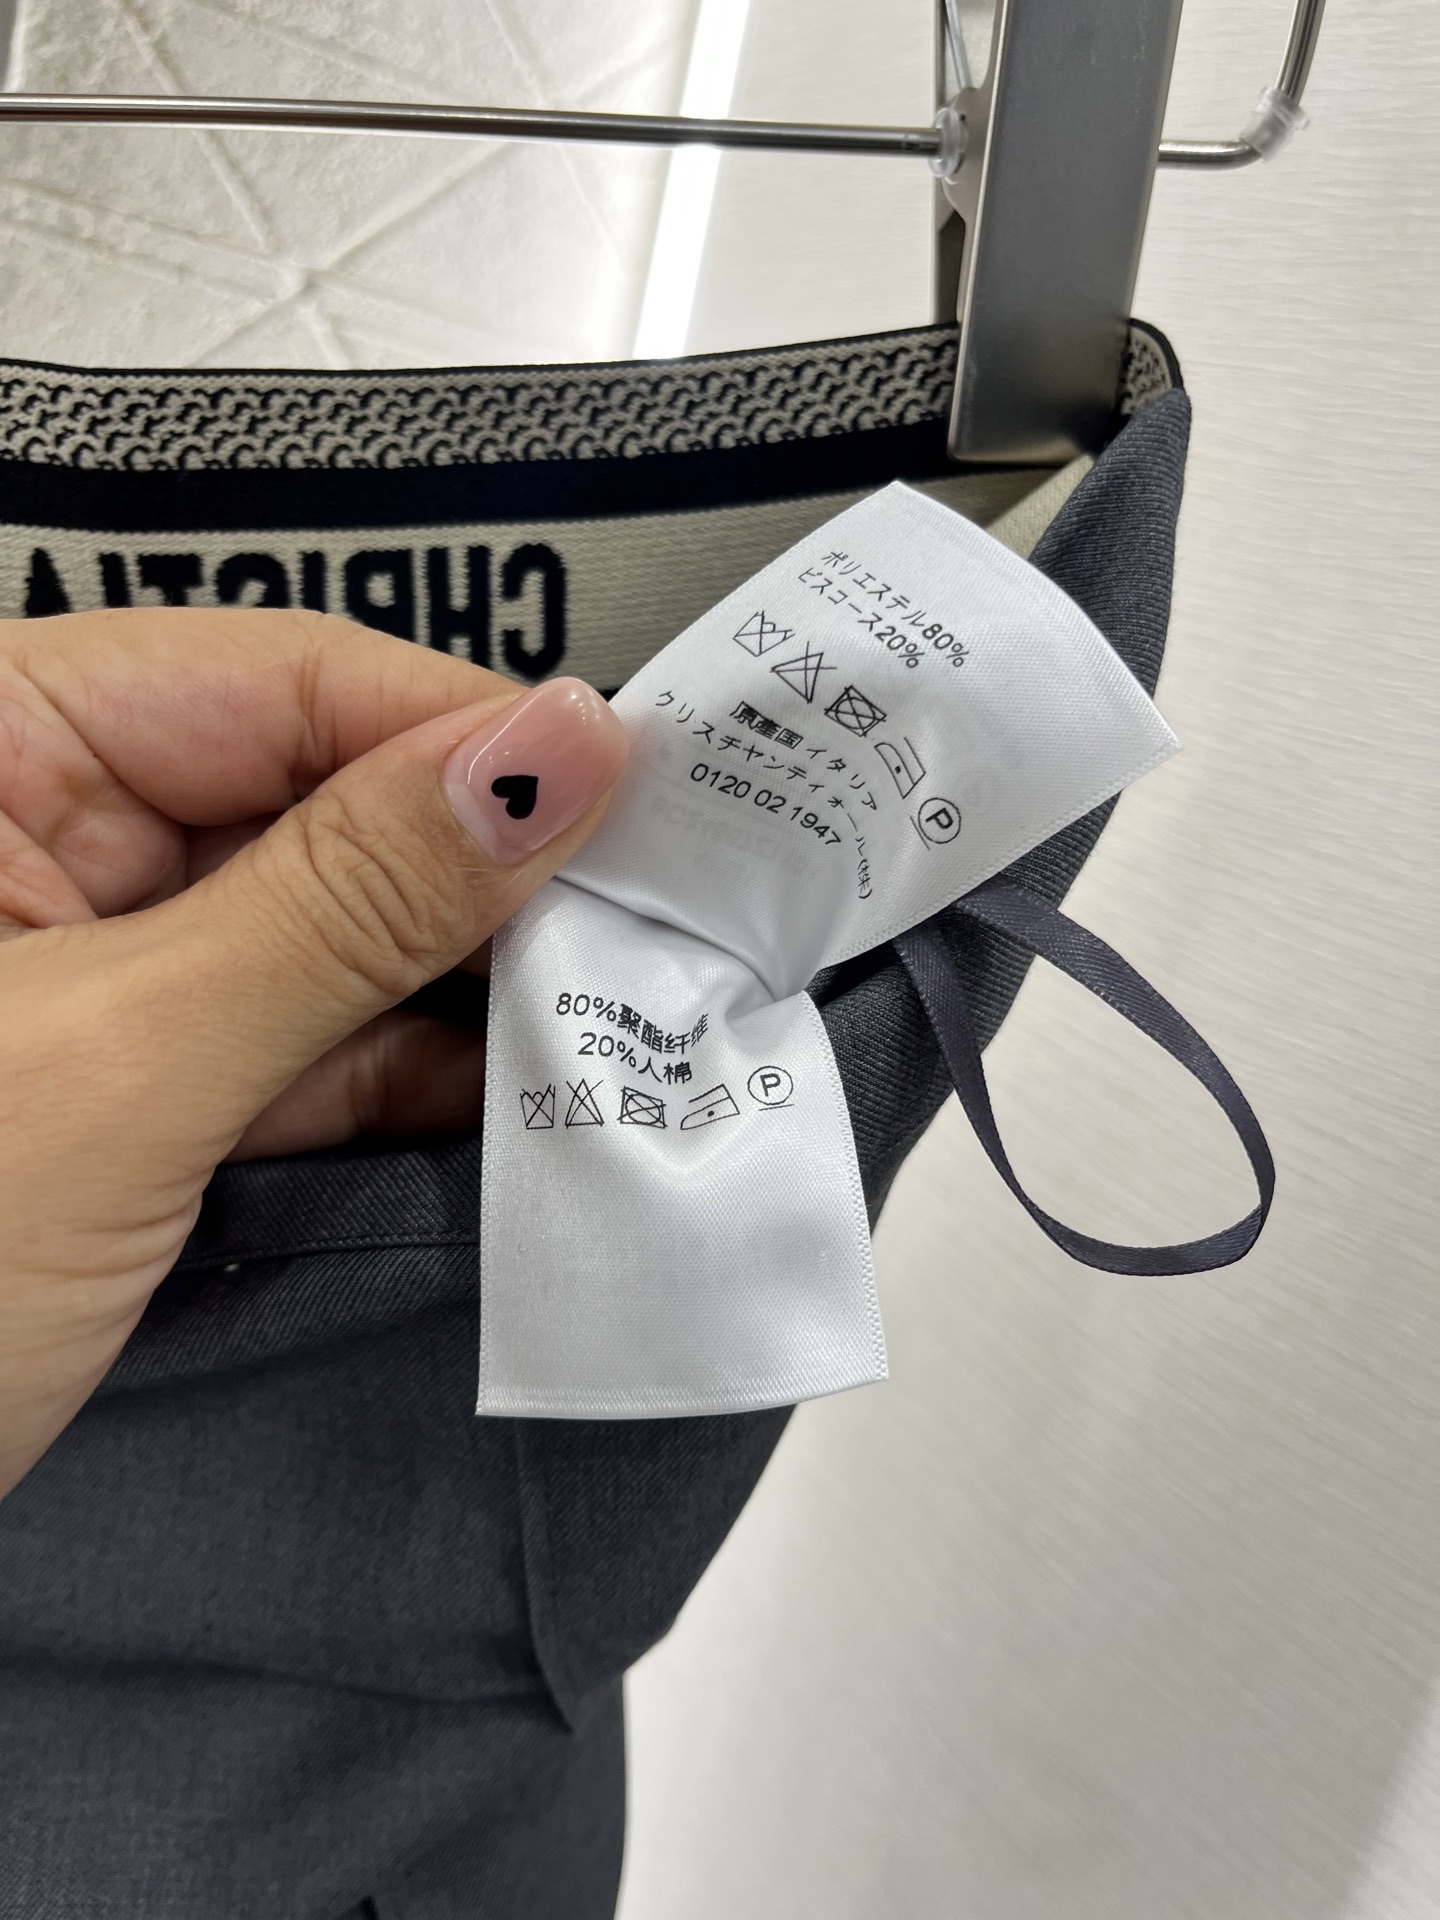 CHRISTIA
ポリエステル80%
ビスコース20%
原産国イタリア
クリスチャンディオール(株)
0120 02 1947
P
80%聚酯纤维
20%人棉
P